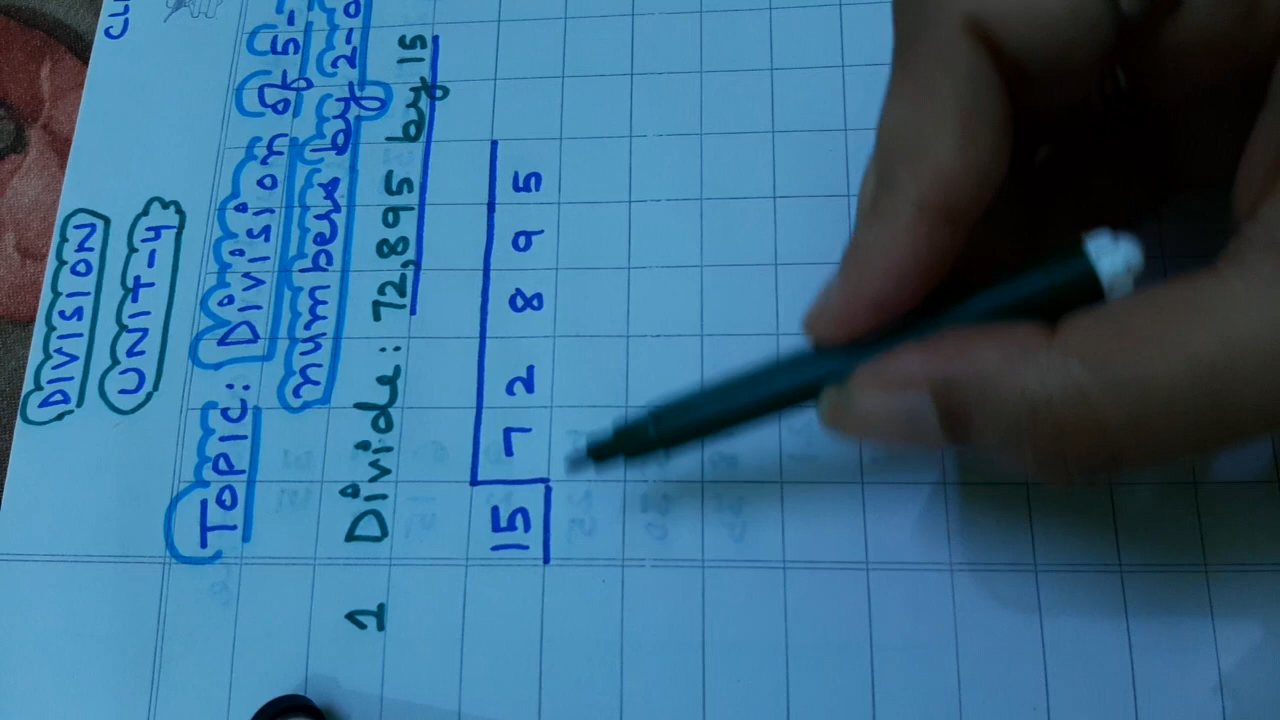 DIVISION
UNIT-4
Topic: Division of 5-
numbers by 2-
1 Divide: 72,895 by 15
15 7 2 8 9 5